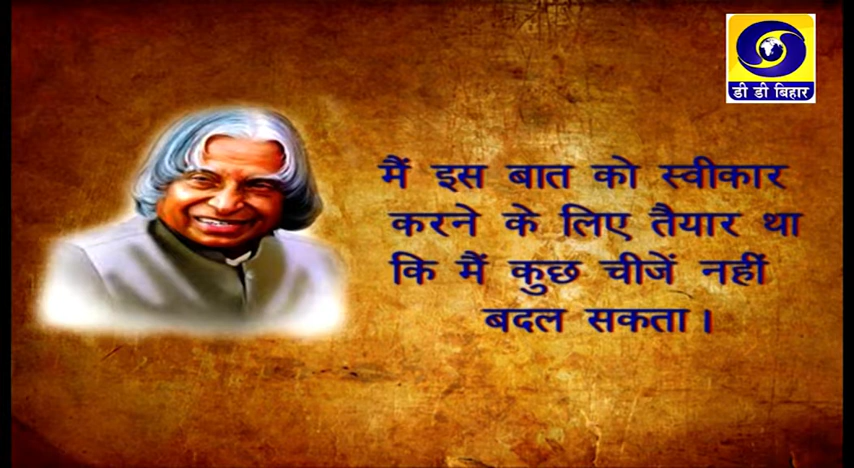 डी डी बिहार
मैं इस बात को स्वीकार
करने के लिए तैयार था
कि मैं कुछ चीजें नहीं
बदल सकता।